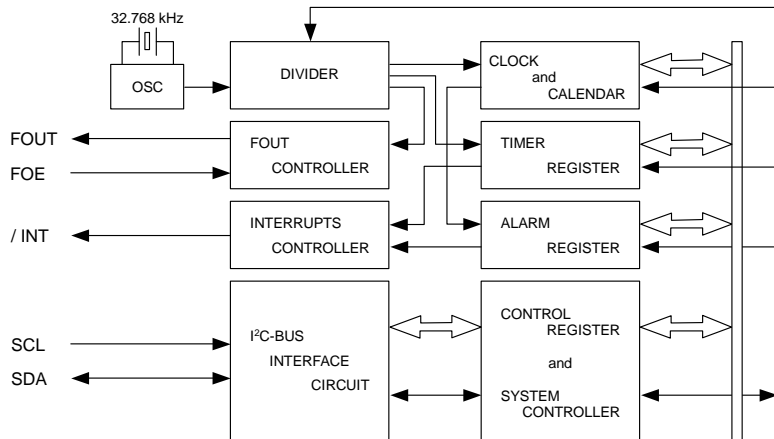 32.768 kHz
OSC
DIVIDER
CLOCK
and
CALENDAR
FOUT
FOE
FOUT
CONTROLLER
TIMER
REGISTER
/ INT
INTERRUPTS
CONTROLLER
ALARM
REGISTER
SCL
SDA
I²C-BUS
INTERFACE
CIRCUIT
CONTROL
REGISTER
and
SYSTEM
CONTROLLER